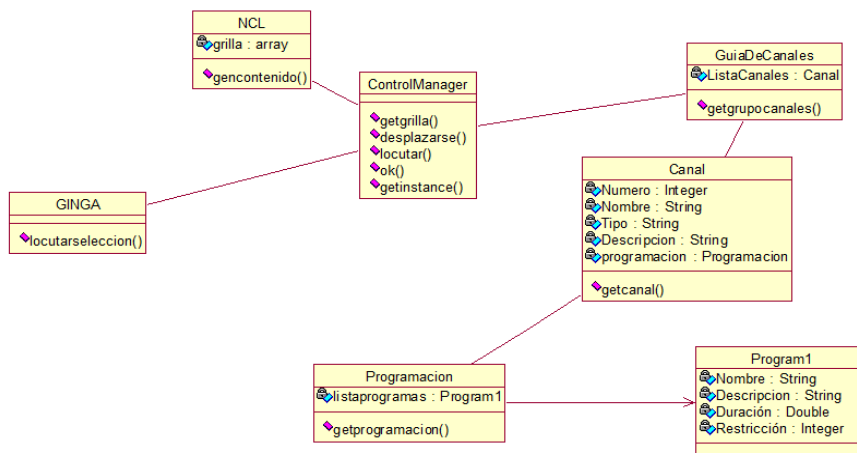 NCL
grilla : array
gencontenido()
ControlManager
getgrilla()
desplazarse()
locutar()
ok()
getinstance()
GuiaDeCanales
ListaCanales : Canal
getgrupocanales()
GINGA
locutarseleccion()
Canal
Numero : Integer
Nombre : String
Tipo : String
Descripcion : String
programacion : Programacion
getcanal()
Programacion
listaprogramas : Program1
getprogramacion()
Program1
Nombre : String
Descripcion : String
Duración : Double
Restricción : Integer